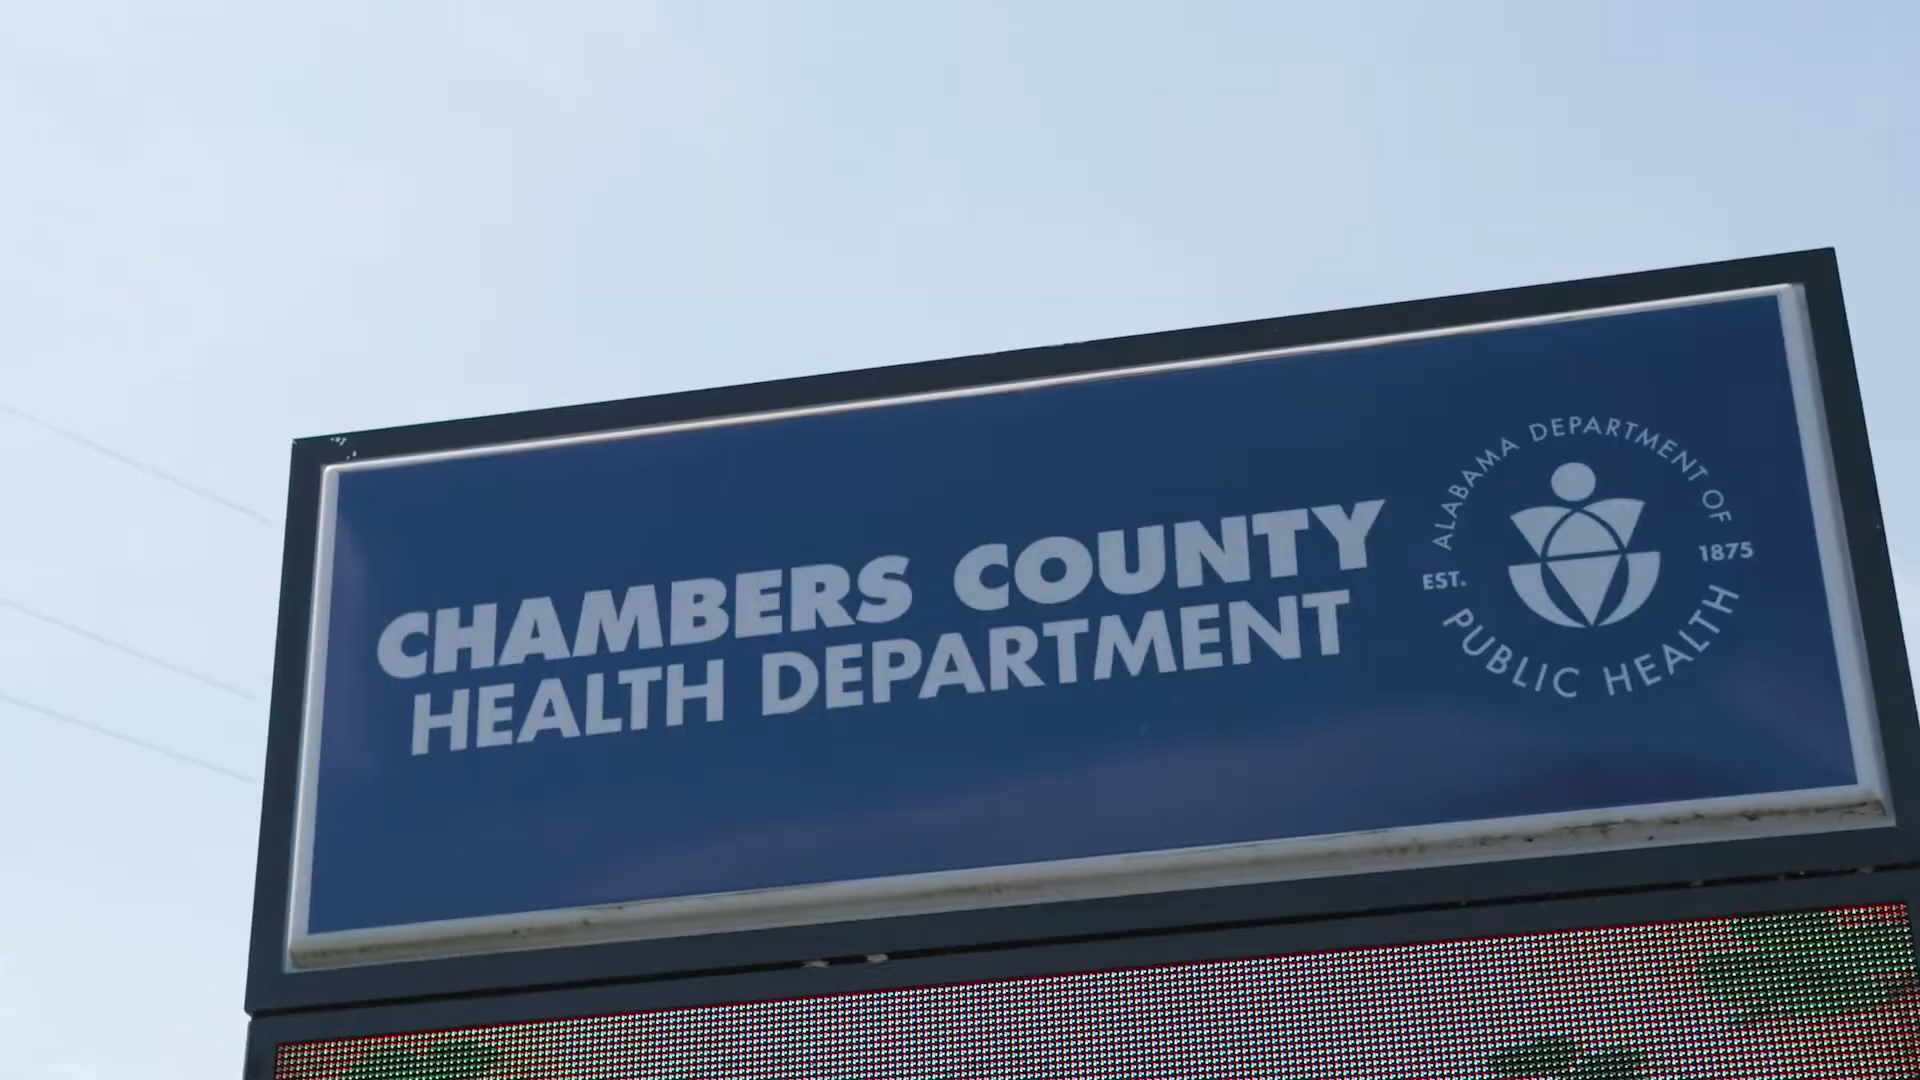 CHAMBERS COUNTY
HEALTH DEPARTMENT
ALABAMA DEPARTMENT OF
EST. 1875
PUBLIC HEALTH